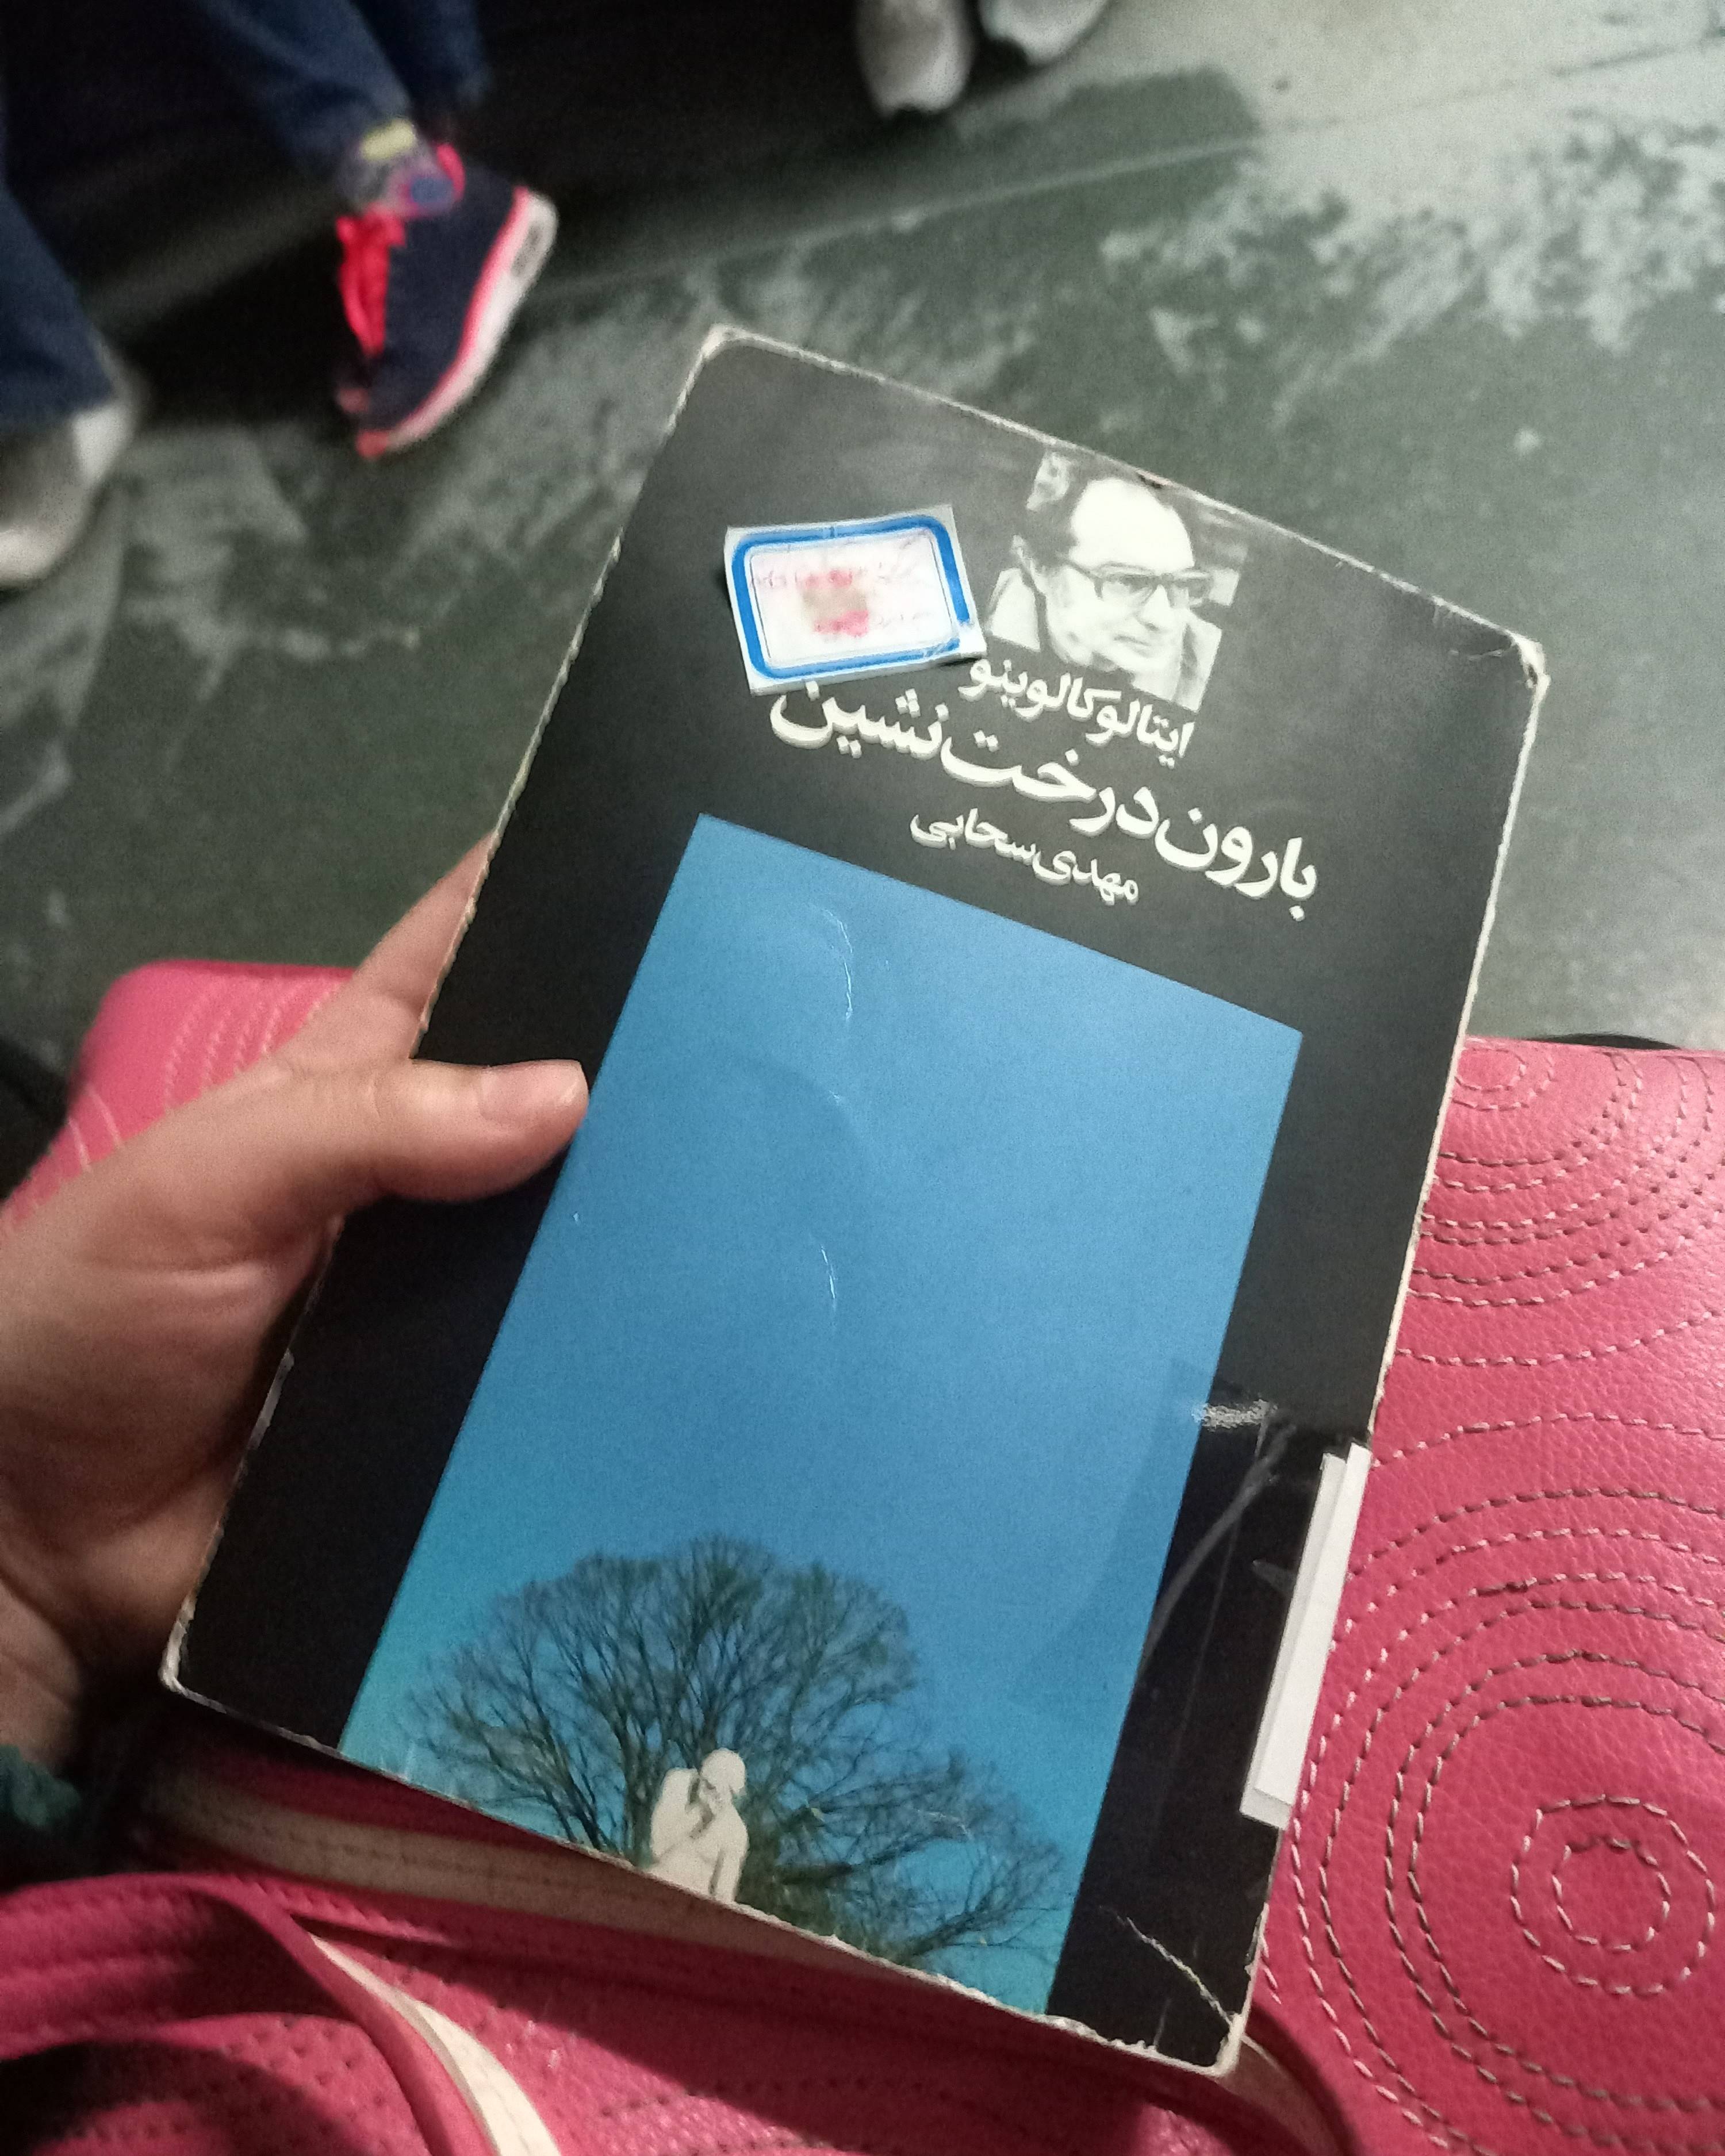 ایتالو کالوینو
بارون درخت نشین
مهدی سحابی